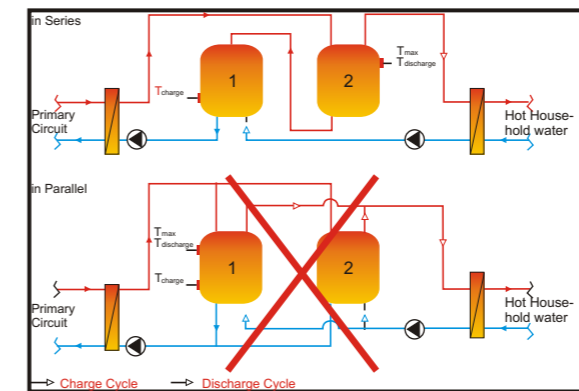 in Series
1
2
Tmax
Tdischarge
Tcharge
Primary
Circuit
Hot House-
hold water
in Parallel
Tmax
Tdischarge
1
2
Tcharge
Primary
Circuit
Hot House-
hold water
Charge Cycle
Discharge Cycle